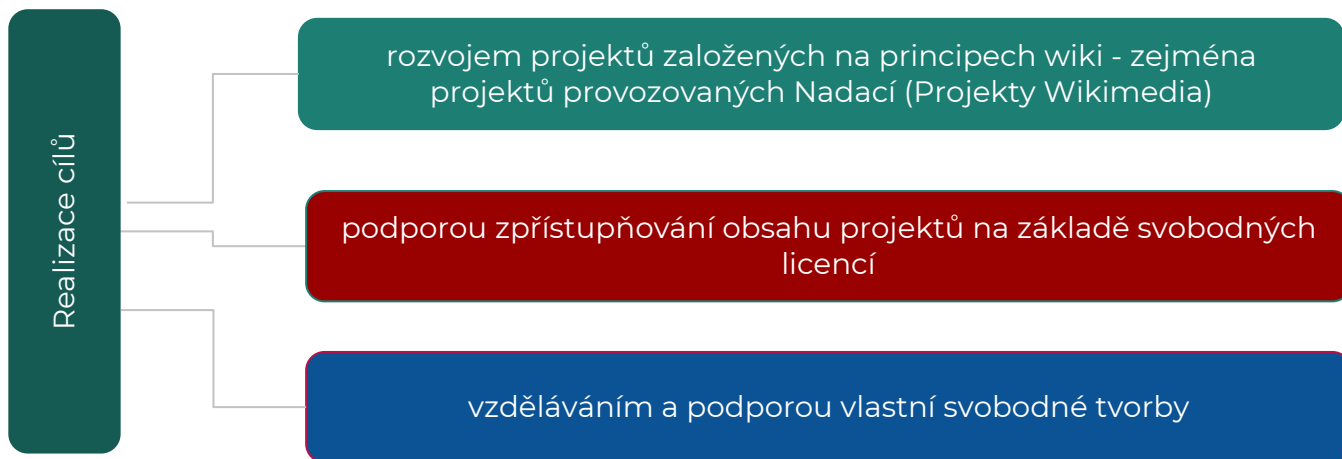 Realizace cílů
rozvojem projektů založených na principech wiki - zejména
projektů provozovaných Nadací (Projekty Wikimedia)
podporou zpřístupňování obsahu projektů na základě svobodných
licencí
vzděláváním a podporou vlastní svobodné tvorby